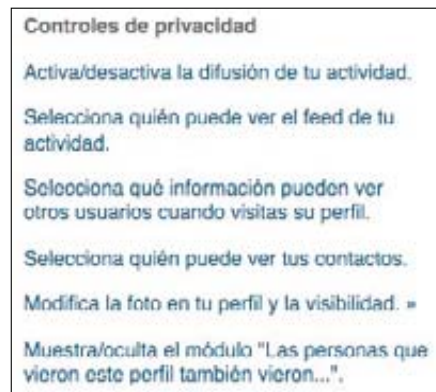 Controles de privacidad
Activa/desactiva la difusión de tu actividad.
Selecciona quién puede ver el feed de tu
actividad.
Selecciona qué información pueden ver
otros usuarios cuando visitas su perfil.
Selecciona quién puede ver tus contactos.
Modifica la foto en tu perfil y la visibilidad. »
Muestra/oculta el módulo "Las personas que
vieron este perfil también vieron...".